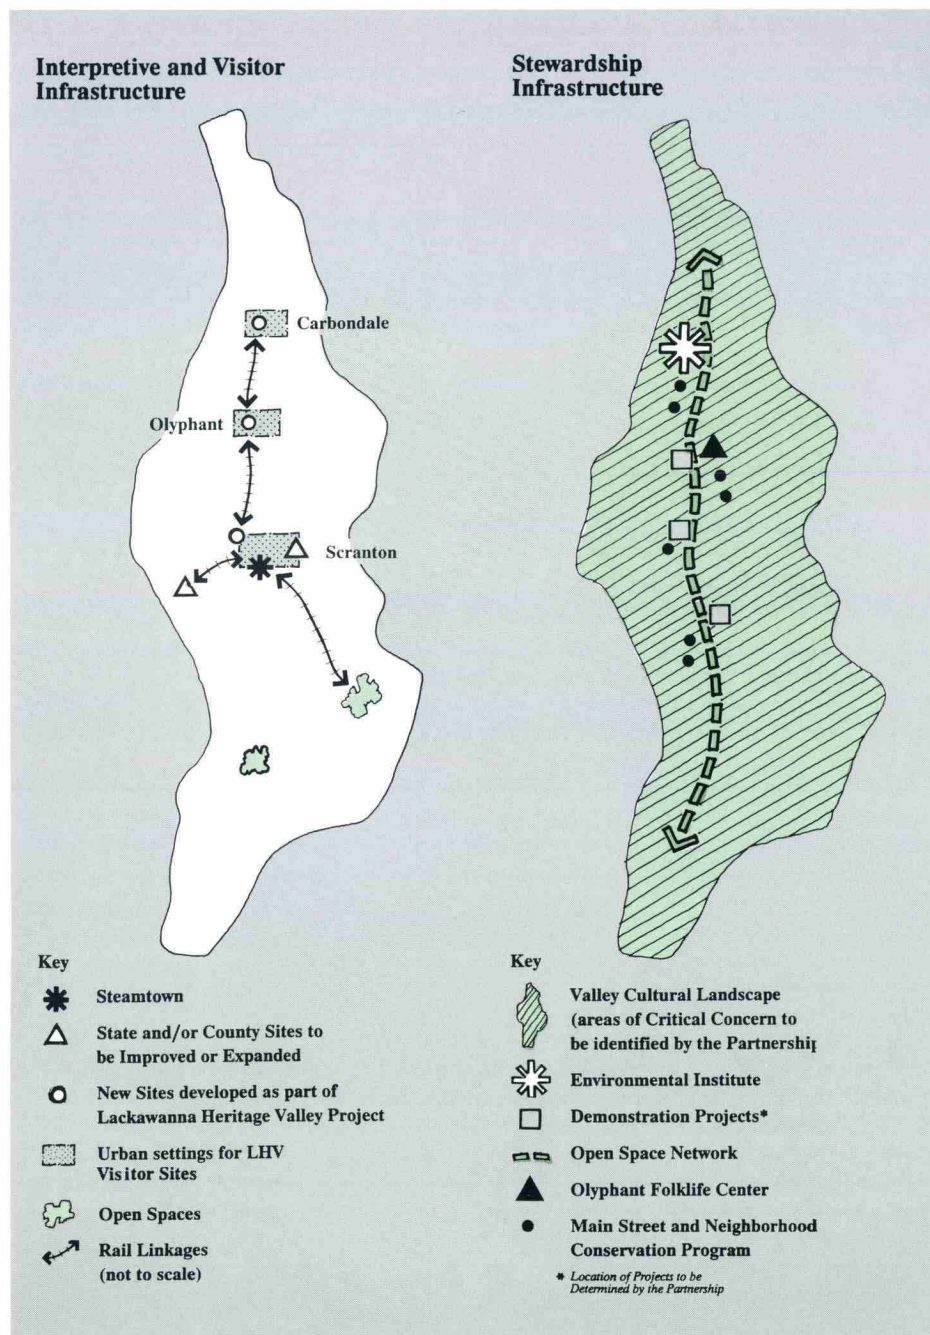 Interpretive and Visitor
Infrastructure
Carbondale
Olyphant
Scranton
Key
Steamtown
State and/or County Sites to
be Improved or Expanded
New Sites developed as part of
Lackawanna Heritage Valley Project
Urban settings for LHV
Visitor Sites
Open Spaces
Rail Linkages
(not to scale)
Stewardship
Infrastructure
Key
Valley Cultural Landscape
(areas of Critical Concern to
be identified by the Partnership
Environmental Institute
Demonstration Projects*
Open Space Network
Olyphant Folklife Center
Main Street and Neighborhood
Conservation Program
* Location of Projects to be
Determined by the Partnership